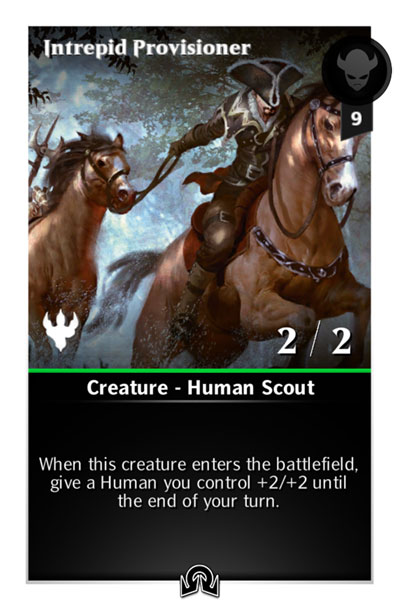 Intrepid Provisioner
9
2 / 2
Creature - Human Scout
When this creature enters the battlefield,
give a Human you control +2/+2 until
the end of your turn.